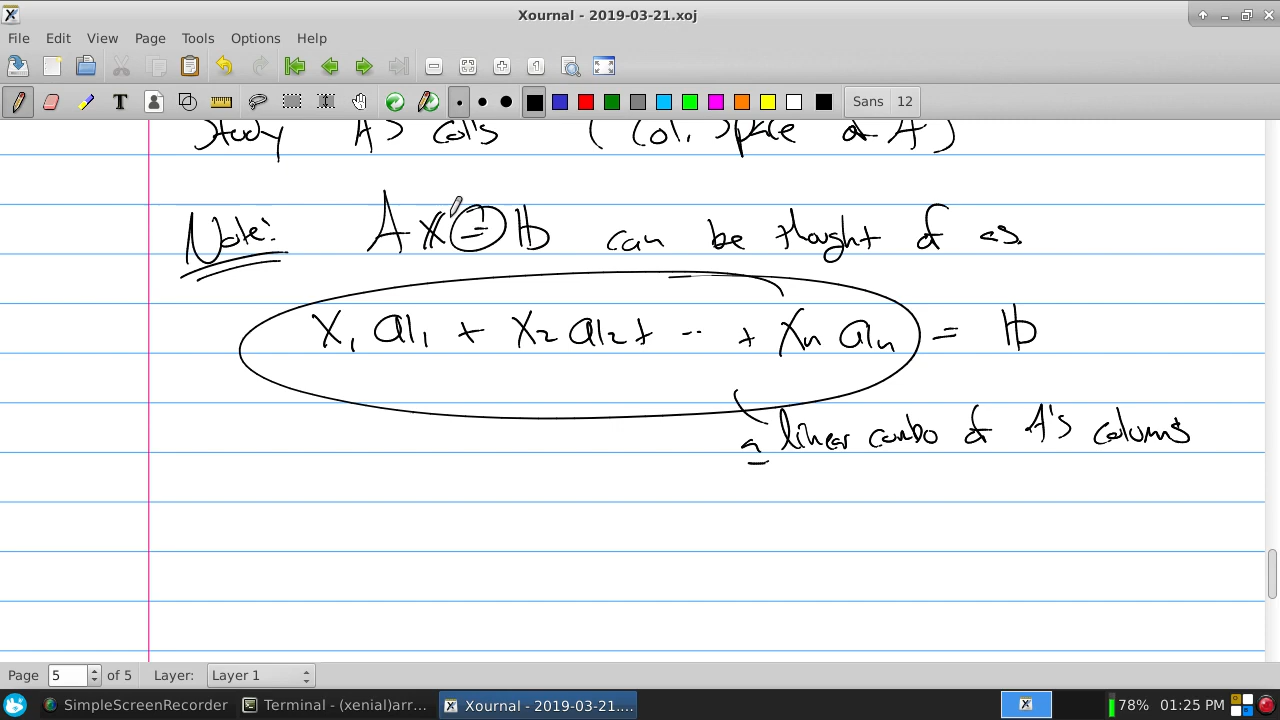 Xournal - 2019-03-21.xoj
File Edit View Page Tools Options Help
Sans 12
Study A's col's (Col. Space of A)
Note: Ax = b can be thought of as
x₁ a₁ + x₂ a₂ + ... + xₙ aₙ = b
a linear combo of A's columns
Page 5 of 5 Layer: Layer 1
SimpleScreenRecorder Terminal - (xenial)arr... Xournal - 2019-03-21.... 78% 01:25 PM